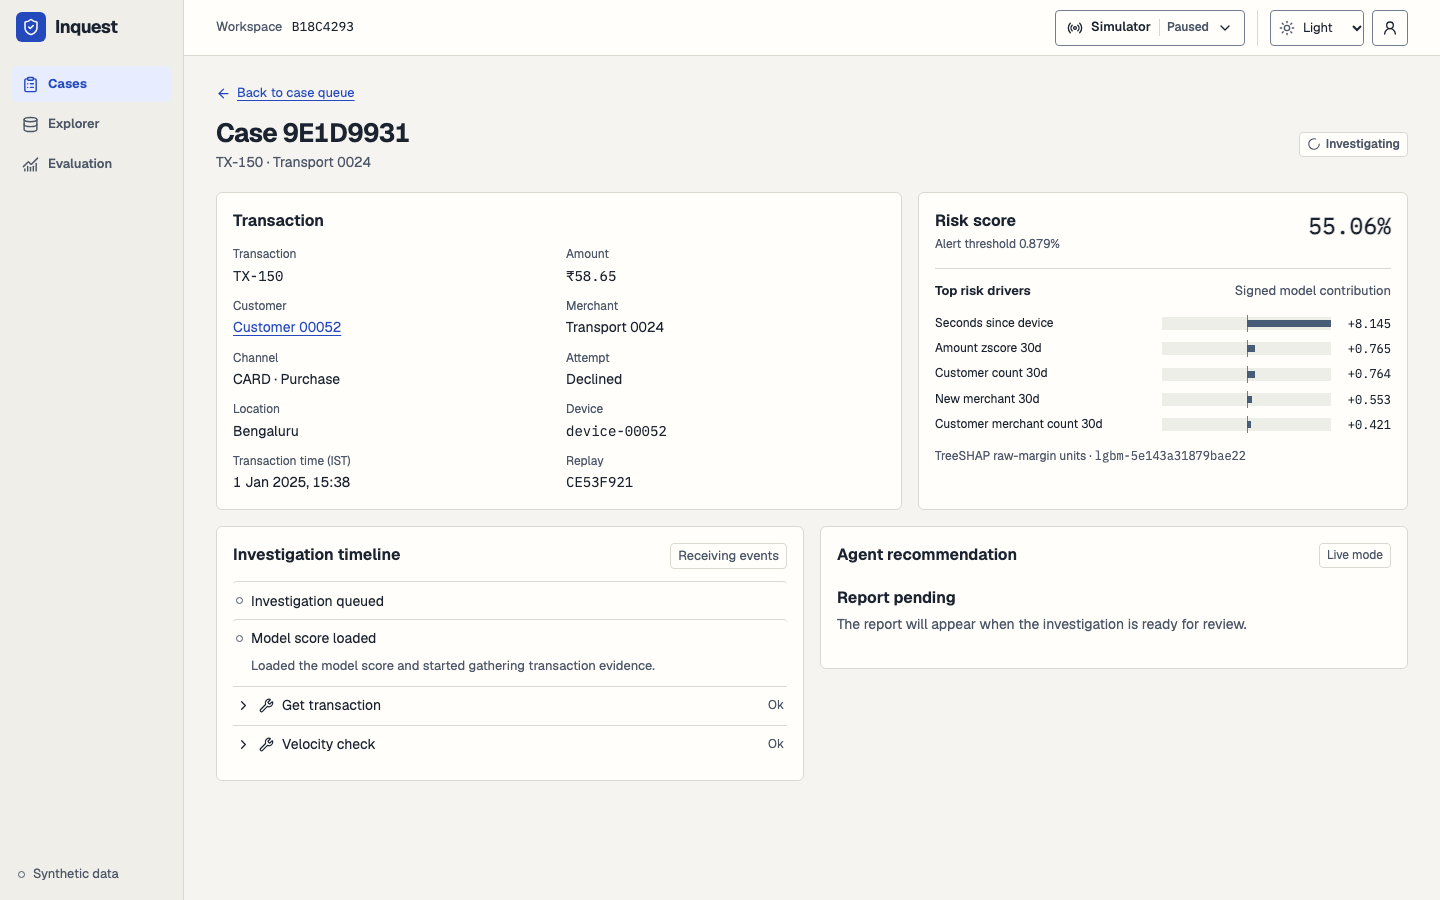 Inquest
Workspace B18C4293
Simulator Paused
Light
Cases
Explorer
Evaluation
Synthetic data
Back to case queue
Case 9E1D9931
TX-150 · Transport 0024
Investigating
Transaction
Transaction
TX-150
Amount
₹58.65
Customer
Customer 00052
Merchant
Transport 0024
Channel
CARD · Purchase
Attempt
Declined
Location
Bengaluru
Device
device-00052
Transaction time (IST)
1 Jan 2025, 15:38
Replay
CE53F921
Risk score
55.06%
Alert threshold 0.879%
Top risk drivers
Signed model contribution
Seconds since device +8.145
Amount zscore 30d +0.765
Customer count 30d +0.764
New merchant 30d +0.553
Customer merchant count 30d +0.421
TreeSHAP raw-margin units · lgbm-5e143a31879bae22
Investigation timeline
Receiving events
Investigation queued
Model score loaded
Loaded the model score and started gathering transaction evidence.
Get transaction Ok
Velocity check Ok
Agent recommendation
Live mode
Report pending
The report will appear when the investigation is ready for review.